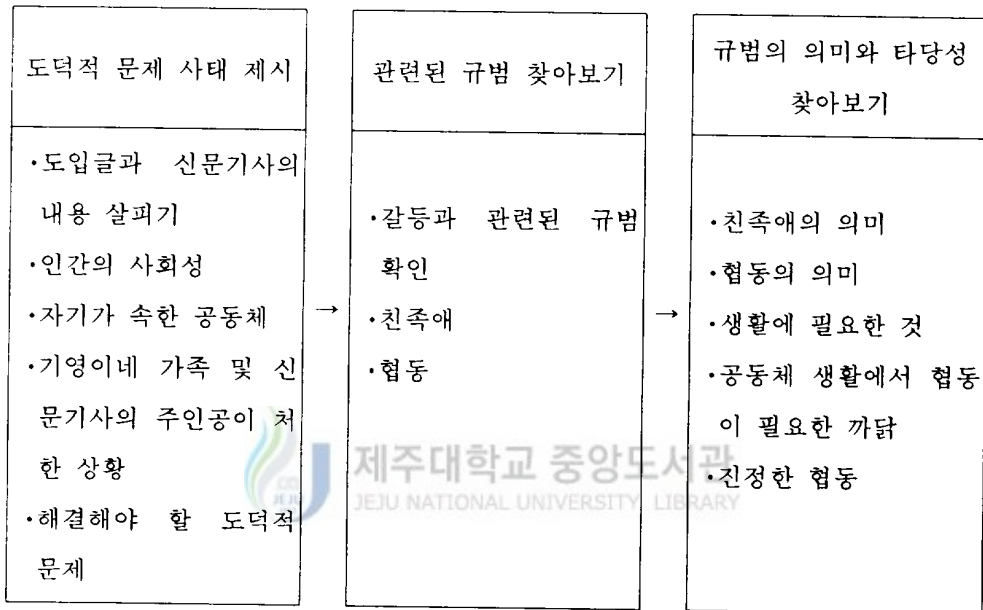 도덕적 문제 사태 제시
·도입글과 신문기사의
내용 살피기
·인간의 사회성
·자기가 속한 공동체
·기영이네 가족 및 신
문기사의 주인공이 처
한 상황
·해결해야 할 도덕적
문제
→
관련된 규범 찾아보기
·갈등과 관련된 규범
확인
·친족애
·협동
→
규범의 의미와 타당성
찾아보기
·친족애의 의미
·협동의 의미
·생활에 필요한 것
·공동체 생활에서 협동
이 필요한 까닭
·진정한 협동
제주대학교 중앙도서관
JEJU NATIONAL UNIVERSITY LIBRARY
JEJU